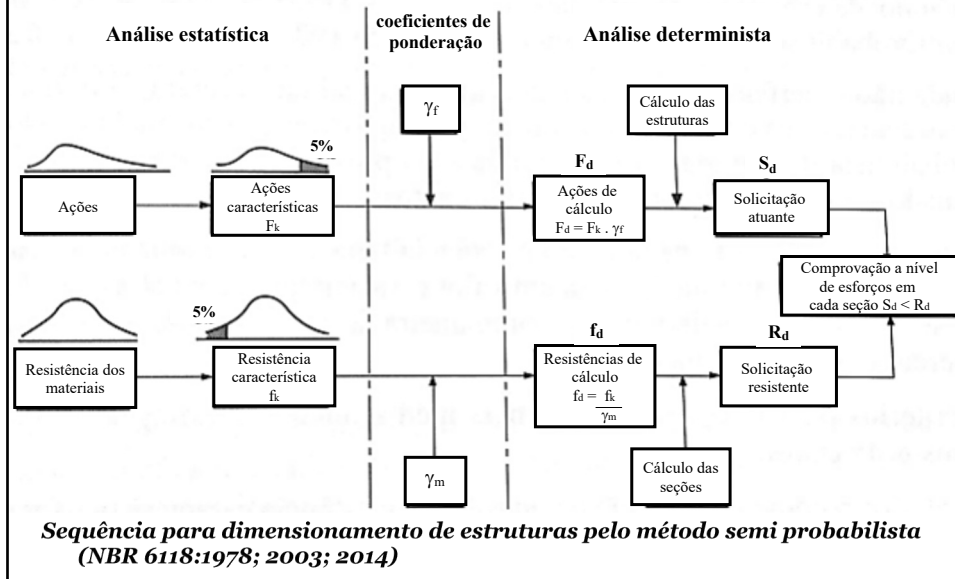 Análise estatística
coeficientes de
ponderação
Análise determinista
γf
Cálculo das
estruturas
5%
Fd
Sd
Ações
Ações
características
Fk
Ações de
cálculo
Fd = Fk . γf
Solicitação
atuante
Comprovação a nível
de esforços em
cada seção Sd < Rd
5%
fd
Rd
Resistência dos
materiais
Resistência
característica
fk
Resistências de
cálculo
fd = fk
γm
Solicitação
resistente
γm
Cálculo das
seções
Sequência para dimensionamento de estruturas pelo método semi probabilista
(NBR 6118:1978; 2003; 2014)